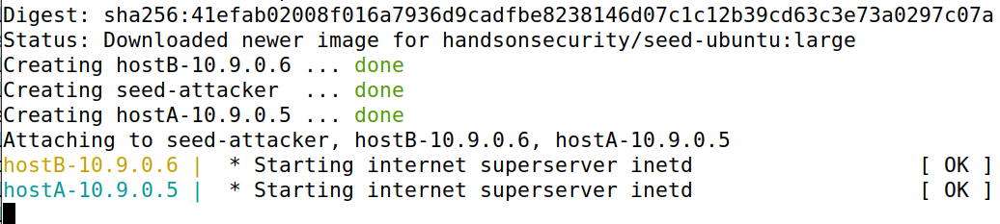 Digest: sha256:41efab02008f016a7936d9cadfbe8238146d07c1c12b39cd63c3e73a0297c07a
Status: Downloaded newer image for handsonsecurity/seed-ubuntu:large
Creating hostB-10.9.0.6 ... done
Creating seed-attacker  ... done
Creating hostA-10.9.0.5 ... done
Attaching to seed-attacker, hostB-10.9.0.6, hostA-10.9.0.5
hostB-10.9.0.6 |  * Starting internet superserver inetd                  [ OK ]
hostA-10.9.0.5 |  * Starting internet superserver inetd                  [ OK ]